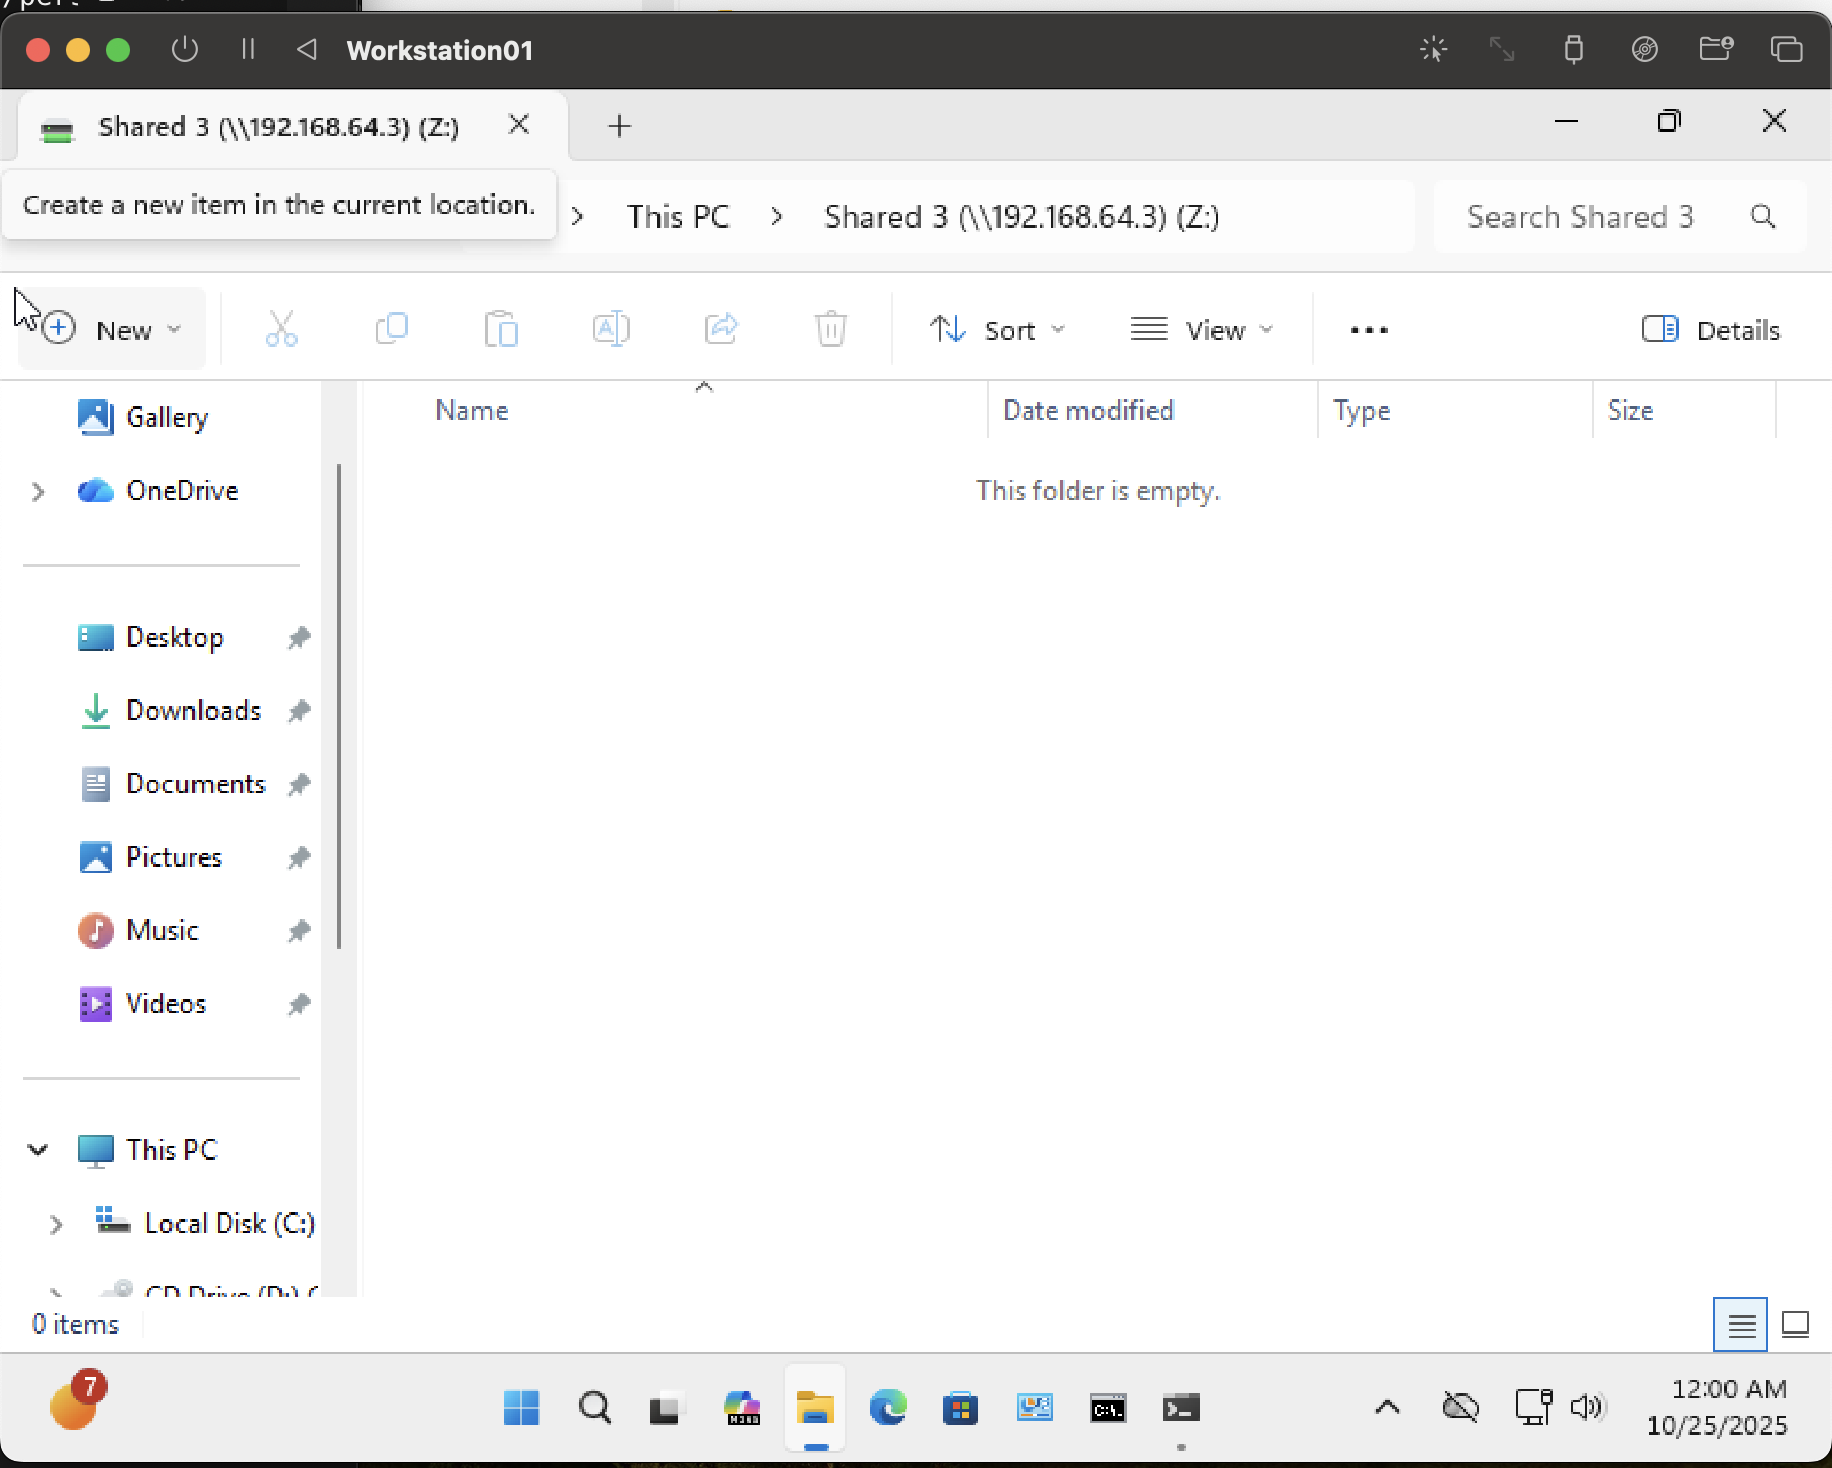 Workstation01
Shared 3 (\\192.168.64.3) (Z:)
Create a new item in the current location.
This PC
Shared 3 (\\192.168.64.3) (Z:)
Search Shared 3
New
Sort
View
Details
Name
Date modified
Type
Size
This folder is empty.
Gallery
OneDrive
Desktop
Downloads
Documents
Pictures
Music
Videos
This PC
Local Disk (C:)
CD Drive (D:)
0 items
7
M365
C:\.
12:00 AM
10/25/2025